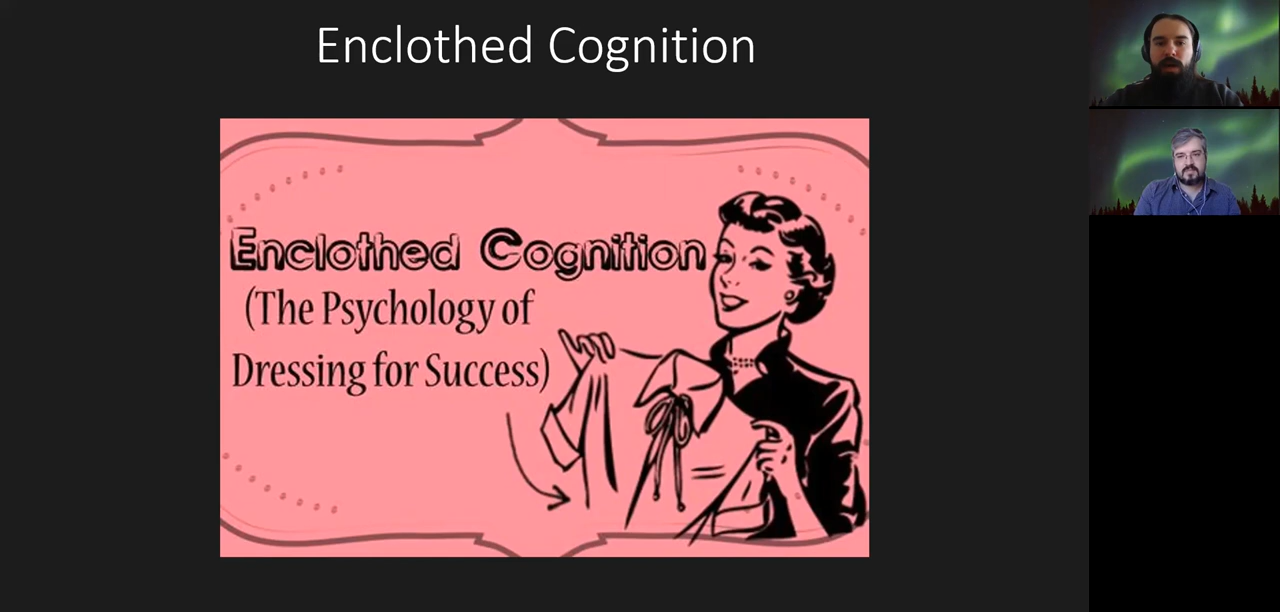 Enclothed Cognition
Enclothed Cognition
(The Psychology of
Dressing for Success)